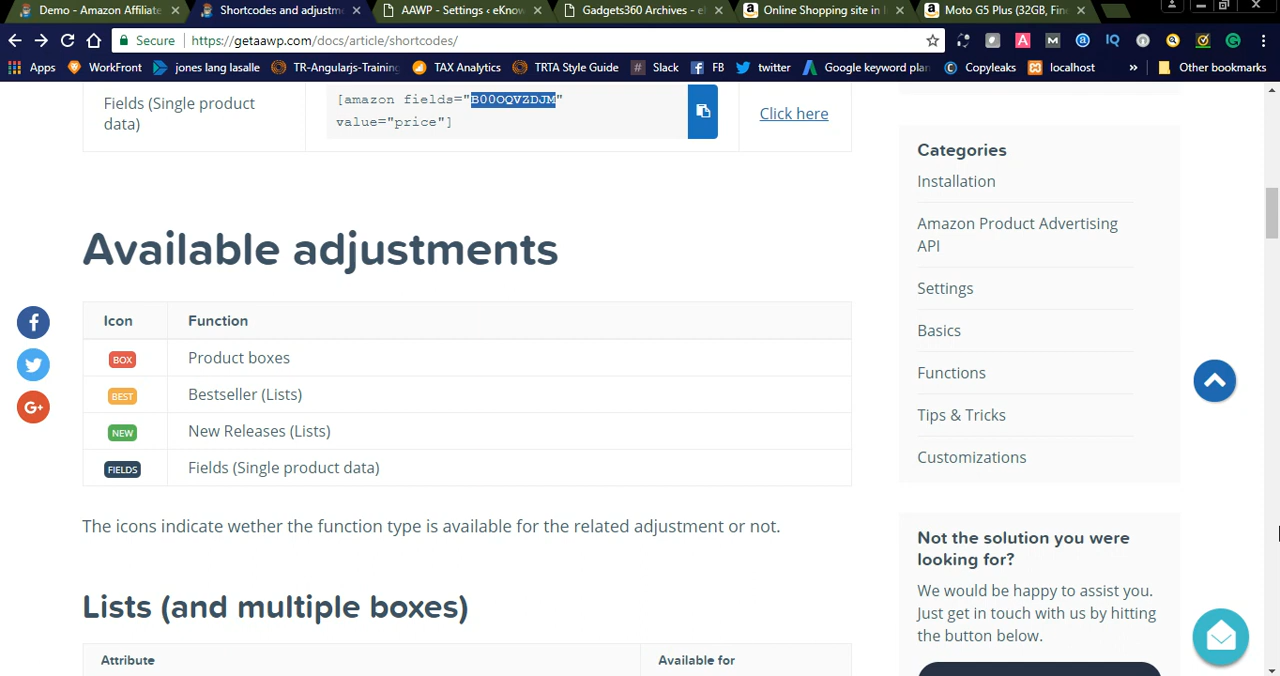 Demo - Amazon Affiliate
Shortcodes and adjustm
AAWP - Settings ‹ eKnow
Gadgets360 Archives - e
Online Shopping site in
Moto G5 Plus (32GB, Fin
Secure
https://getaawp.com/docs/article/shortcodes/
Apps
WorkFront
jones lang lasalle
TR-Angularjs-Training
TAX Analytics
TRTA Style Guide
Slack
FB
twitter
Google keyword plan
Copyleaks
localhost
»
Other bookmarks
Fields (Single product
data)
[amazon fields="B00OQVZDJM"
value="price"]
Click here
Available adjustments
Icon
Function
BOX
Product boxes
BEST
Bestseller (Lists)
NEW
New Releases (Lists)
FIELDS
Fields (Single product data)
The icons indicate wether the function type is available for the related adjustment or not.
Lists (and multiple boxes)
Attribute
Available for
Categories
Installation
Amazon Product Advertising
API
Settings
Basics
Functions
Tips & Tricks
Customizations
Not the solution you were
looking for?
We would be happy to assist you.
Just get in touch with us by hitting
the button below.